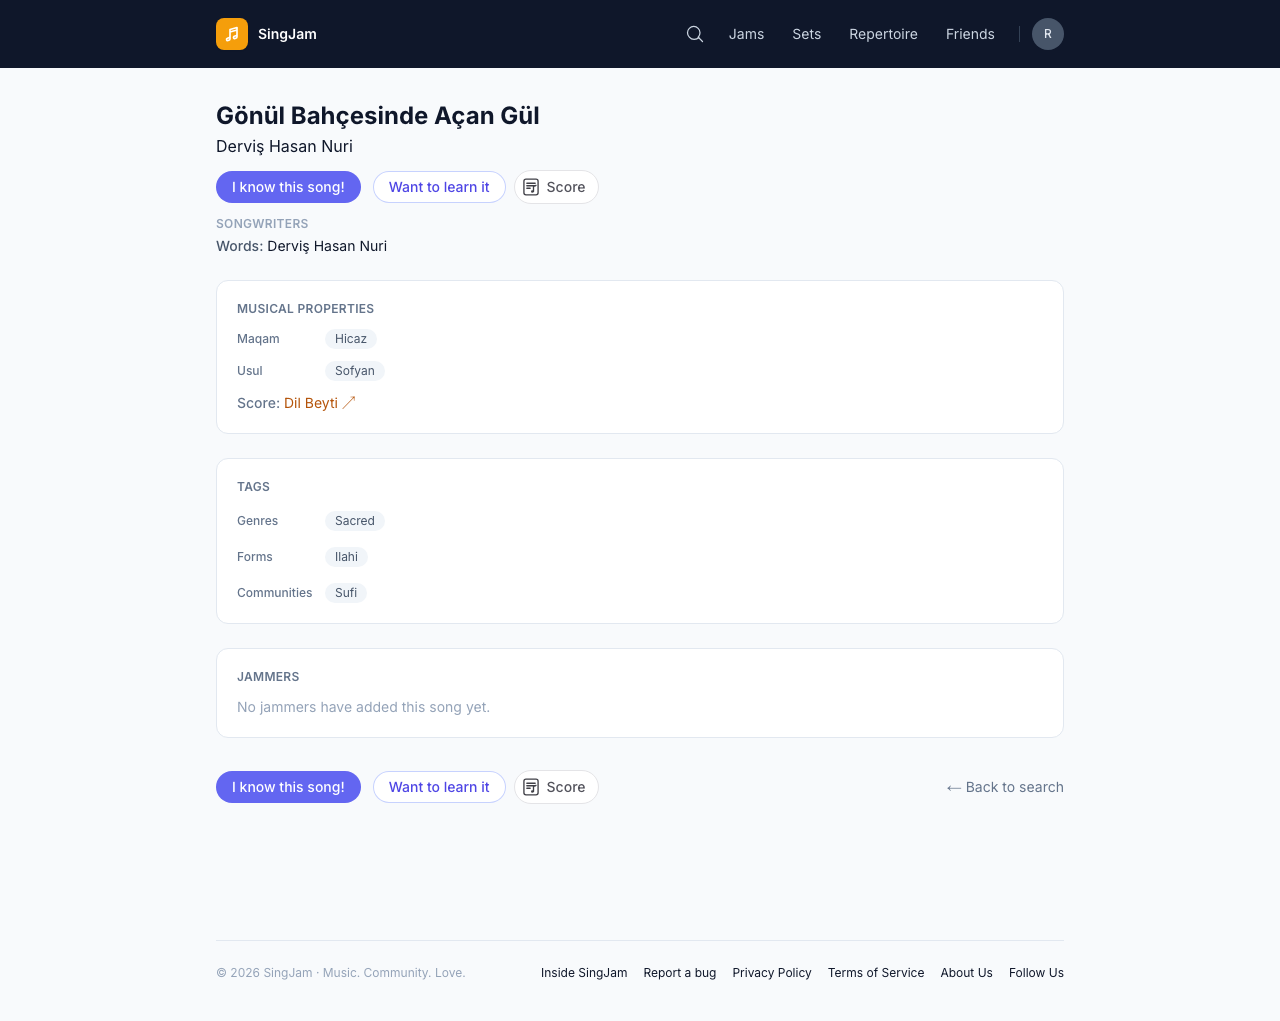 SingJam
Jams Sets Repertoire Friends R
Gönül Bahçesinde Açan Gül
Derviş Hasan Nuri
I know this song! Want to learn it Score
SONGWRITERS
Words: Derviş Hasan Nuri
MUSICAL PROPERTIES
Maqam Hicaz
Usul Sofyan
Score: Dil Beyti ↗
TAGS
Genres Sacred
Forms Ilahi
Communities Sufi
JAMMERS
No jammers have added this song yet.
I know this song! Want to learn it Score ← Back to search
© 2026 SingJam · Music. Community. Love. Inside SingJam Report a bug Privacy Policy Terms of Service About Us Follow Us